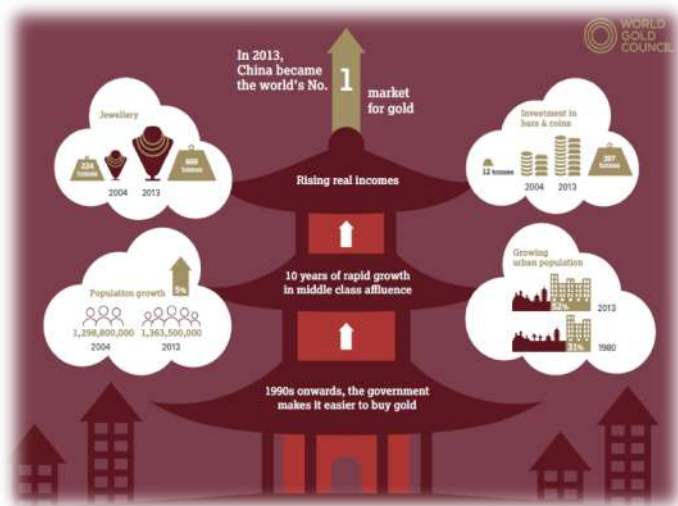 WORLD
GOLD
COUNCIL
In 2013,
China became
the world's No.
1
market
for gold
Jewellery
224
tonnes
669
tonnes
2004
2013
Investment in
bars & coins
12 tonnes
397
tonnes
2004
2013
Rising real incomes
Population growth
5%
1,298,800,000
1,363,500,000
2004
2013
10 years of rapid growth
in middle class affluence
Growing
urban population
52%
2013
31%
1980
1990s onwards, the government
makes it easier to buy gold